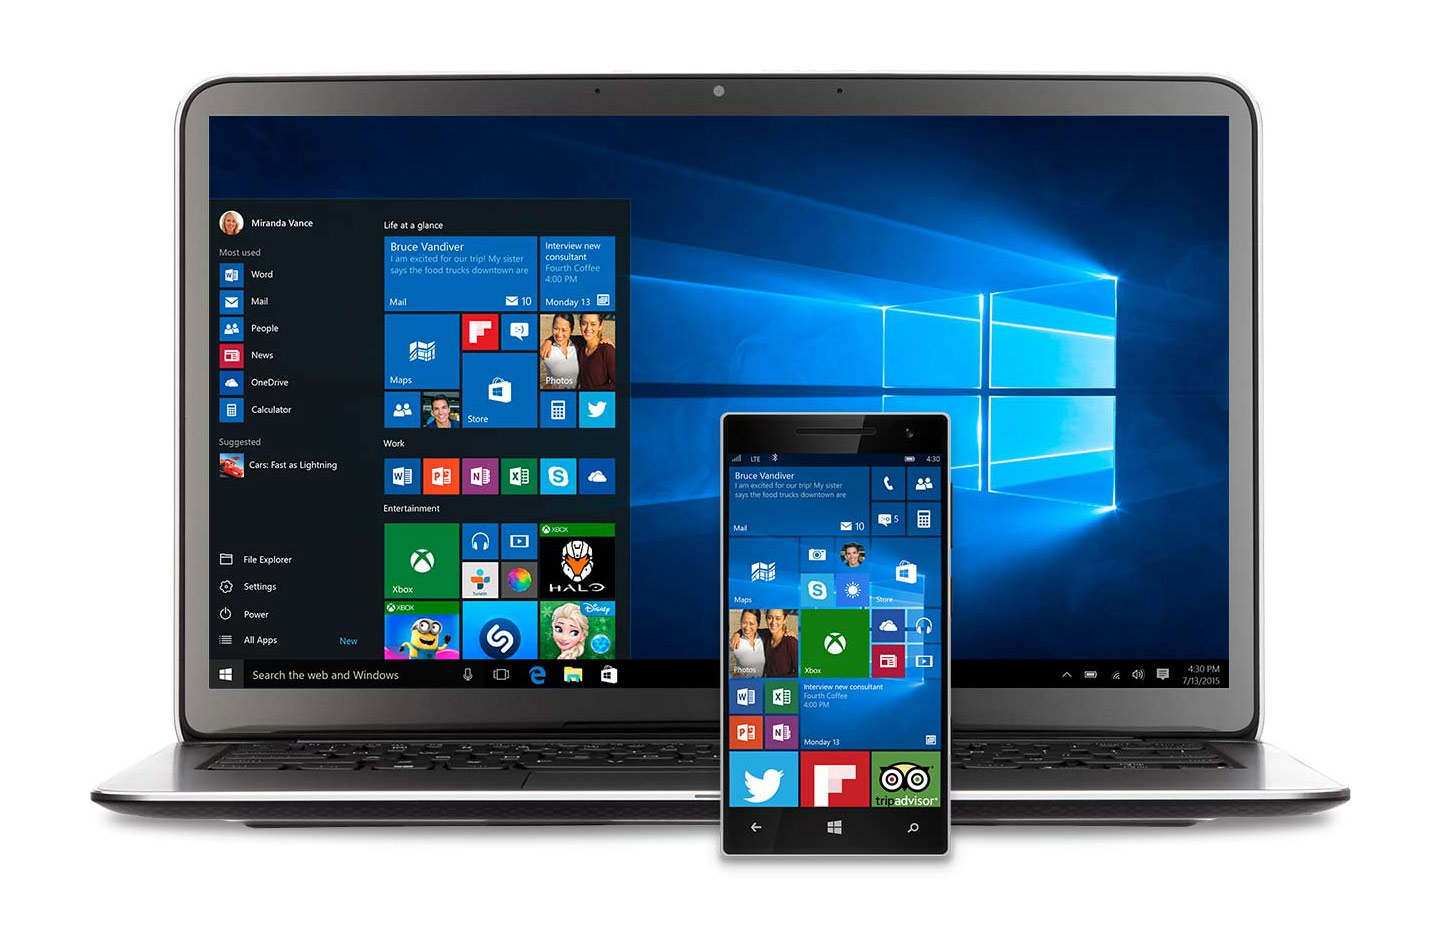 Miranda Vance
Most used
Word
Mail
People
News
OneDrive
Calculator
Suggested
Cars: Fast as Lightning
File Explorer
Settings
Power
All Apps
New
Life at a glance
Bruce Vandiver
I am excited for our trip! My sister
says the food trucks downtown are
Mail
10
Interview new
consultant
Fourth Coffee
4:00 PM
Monday 13
Maps
:-)
Photos
Store
Work
Entertainment
Xbox
TuneIn
XBOX
HALO
XBOX
Disney
Search the web and Windows
4:30 PM
7/13/2015
LTE
4:30
Bruce Vandiver
I am excited for our trip! My sister
says the food trucks downtown are
Mail
10
5
Maps
Store
Photos
Xbox
Interview new consultant
Fourth Coffee
4:00 PM
Monday 13
tripadvisor